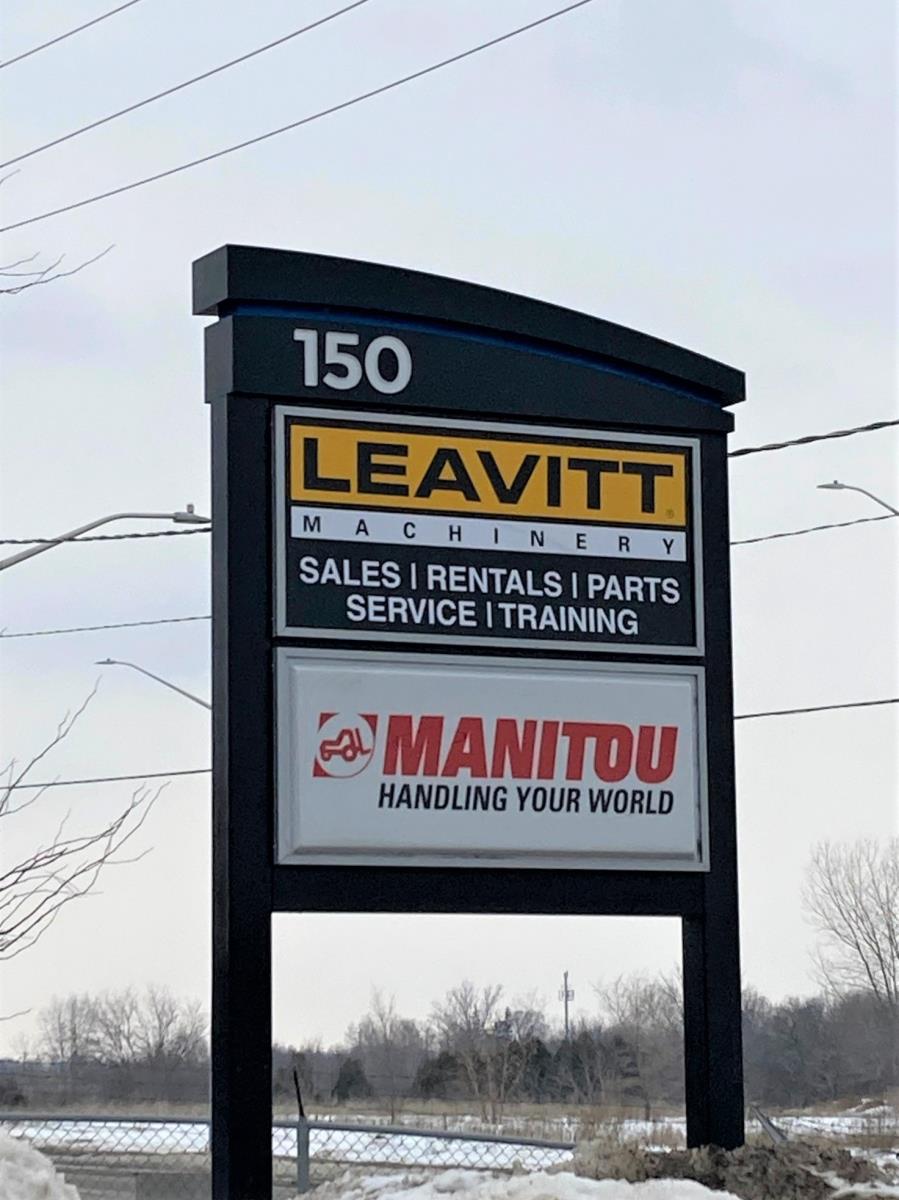 150
LEAVITT®
MACHINERY
SALES | RENTALS | PARTS
SERVICE | TRAINING
MANITOU
HANDLING YOUR WORLD